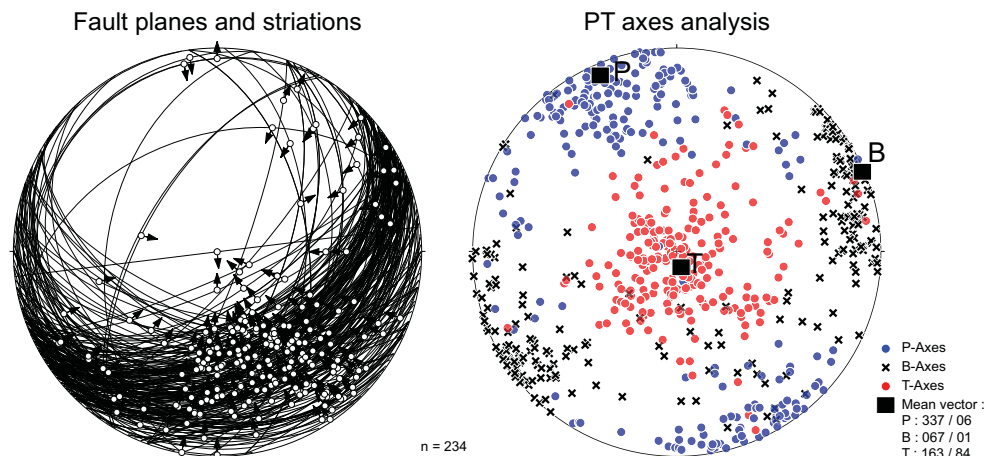 Fault planes and striations
PT axes analysis
P
B
T
n = 234
P-Axes
B-Axes
T-Axes
Mean vector :
P : 337 / 06
B : 067 / 01
T : 163 / 84